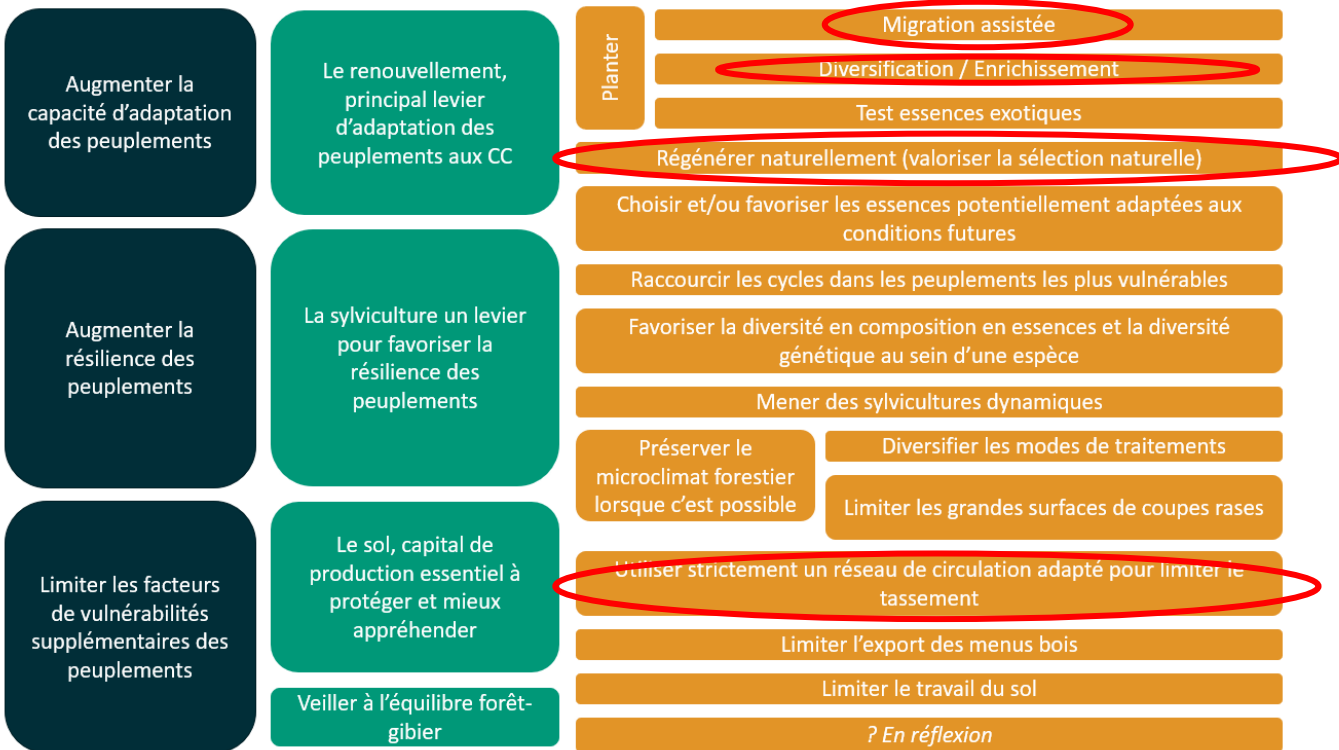 Augmenter la
capacité d'adaptation
des peuplements
Le renouvellement,
principal levier
d'adaptation des
peuplements aux CC
Planter
Migration assistée
Diversification / Enrichissement
Test essences exotiques
Régénérer naturellement (valoriser la sélection naturelle)
Choisir et/ou favoriser les essences potentiellement adaptées aux
conditions futures
Augmenter la
résilience des
peuplements
La sylviculture un levier
pour favoriser la
résilience des
peuplements
Raccourcir les cycles dans les peuplements les plus vulnérables
Favoriser la diversité en composition en essences et la diversité
génétique au sein d'une espèce
Mener des sylvicultures dynamiques
Préserver le
microclimat forestier
lorsque c'est possible
Diversifier les modes de traitements
Limiter les grandes surfaces de coupes rases
Limiter les facteurs
de vulnérabilités
supplémentaires des
peuplements
Le sol, capital de
production essentiel à
protéger et mieux
appréhender
Utiliser strictement un réseau de circulation adapté pour limiter le
tassement
Limiter l'export des menus bois
Limiter le travail du sol
Veiller à l'équilibre forêt-
gibier
? En réflexion